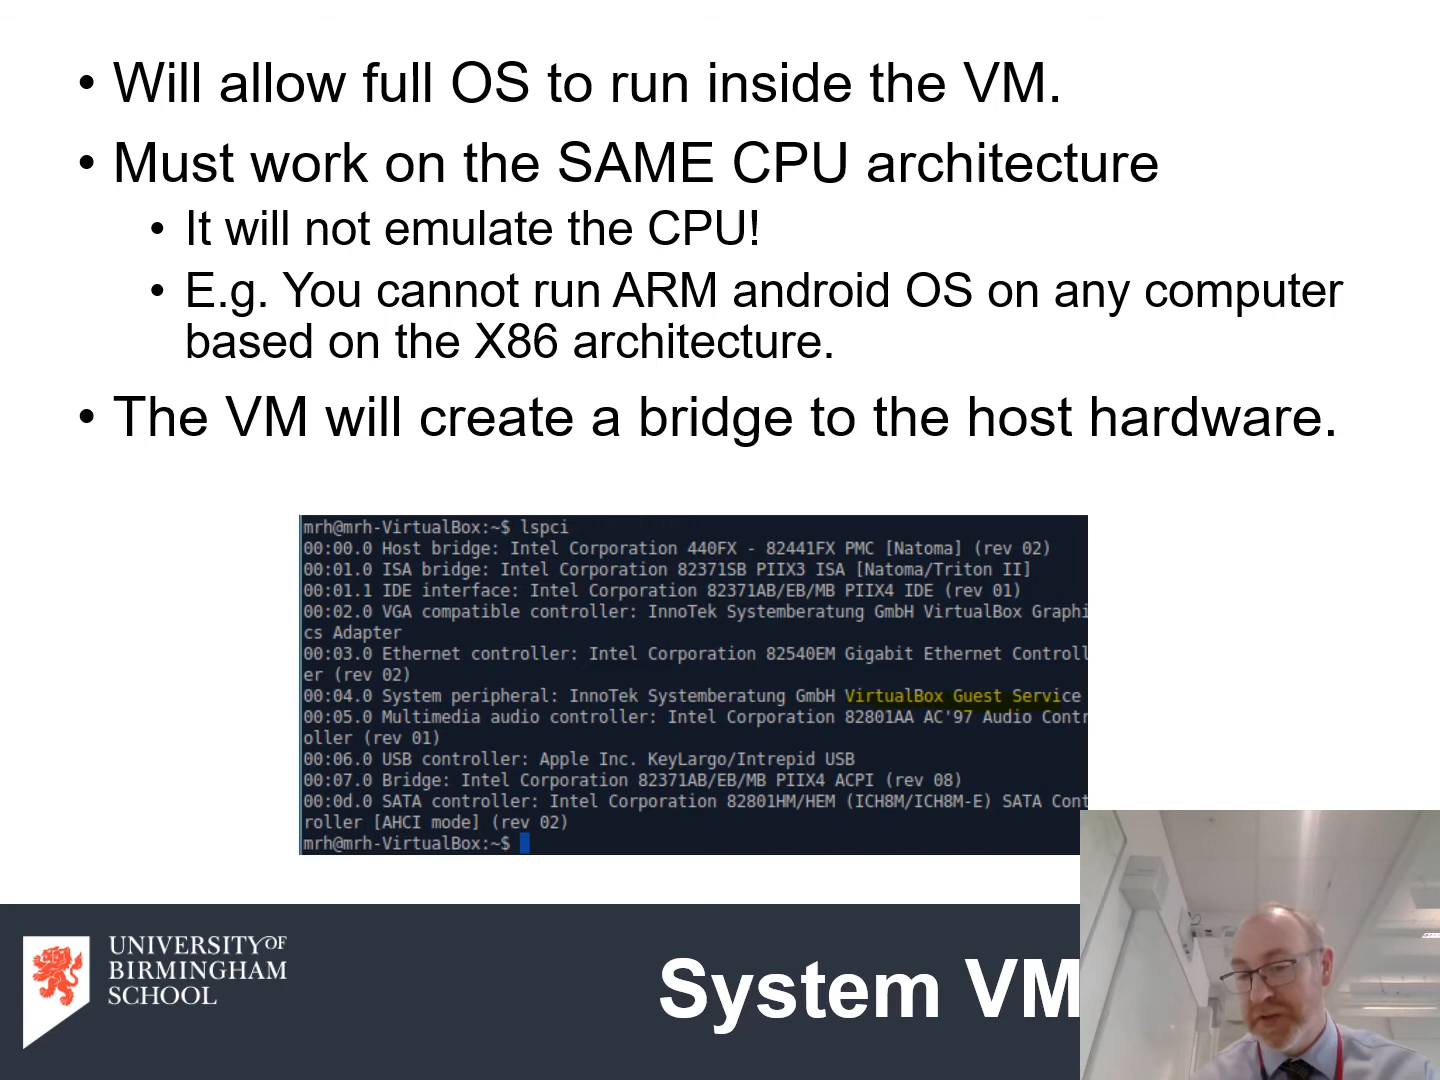 • Will allow full OS to run inside the VM.
• Must work on the SAME CPU architecture
• It will not emulate the CPU!
• E.g. You cannot run ARM android OS on any computer
based on the X86 architecture.
• The VM will create a bridge to the host hardware.
mrh@mrh-VirtualBox:~$ lspci
00:00.0 Host bridge: Intel Corporation 440FX - 82441FX PMC [Natoma] (rev 02)
00:01.0 ISA bridge: Intel Corporation 82371SB PIIX3 ISA [Natoma/Triton II]
00:01.1 IDE interface: Intel Corporation 82371AB/EB/MB PIIX4 IDE (rev 01)
00:02.0 VGA compatible controller: InnoTek Systemberatung GmbH VirtualBox Graphi
cs Adapter
00:03.0 Ethernet controller: Intel Corporation 82540EM Gigabit Ethernet Controll
er (rev 02)
00:04.0 System peripheral: InnoTek Systemberatung GmbH VirtualBox Guest Service
00:05.0 Multimedia audio controller: Intel Corporation 82801AA AC'97 Audio Contr
oller (rev 01)
00:06.0 USB controller: Apple Inc. KeyLargo/Intrepid USB
00:07.0 Bridge: Intel Corporation 82371AB/EB/MB PIIX4 ACPI (rev 08)
00:0d.0 SATA controller: Intel Corporation 82801HM/HEM (ICH8M/ICH8M-E) SATA Cont
roller [AHCI mode] (rev 02)
mrh@mrh-VirtualBox:~$
UNIVERSITY OF
BIRMINGHAM
SCHOOL
System VM